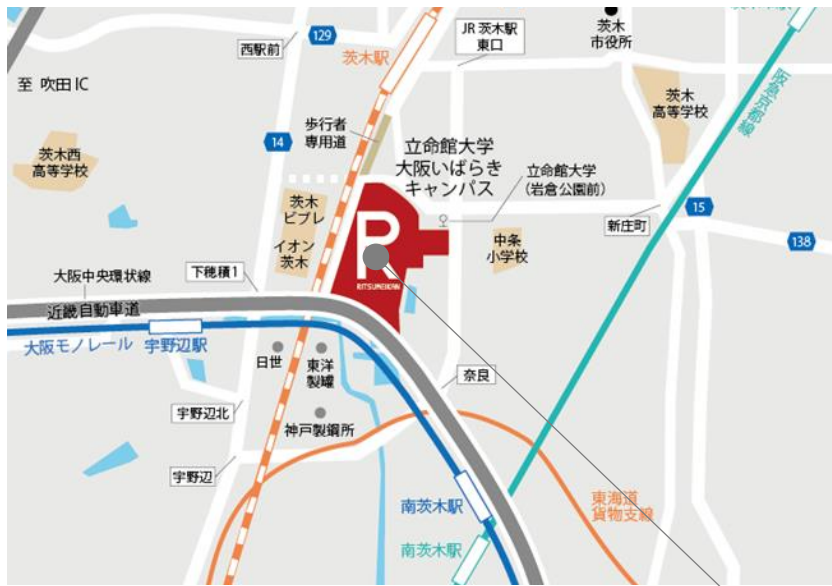 129
西駅前
茨木駅
JR 茨木駅
東口
茨木
市役所
至 吹田 IC
阪急京都線
茨木
高等学校
歩行者
専用道
14
茨木西
高等学校
立命館大学
大阪いばらき
キャンパス
立命館大学
(岩倉公園前)
茨木
ビブレ
イオン
茨木
R
RITSUMEIKAN
中条
小学校
新庄町
15
138
大阪中央環状線
下穂積1
近畿自動車道
大阪モノレール
宇野辺駅
日世
東洋
製罐
奈良
宇野辺北
神戸製鋼所
宇野辺
南茨木駅
東海道
貨物支線
南茨木駅